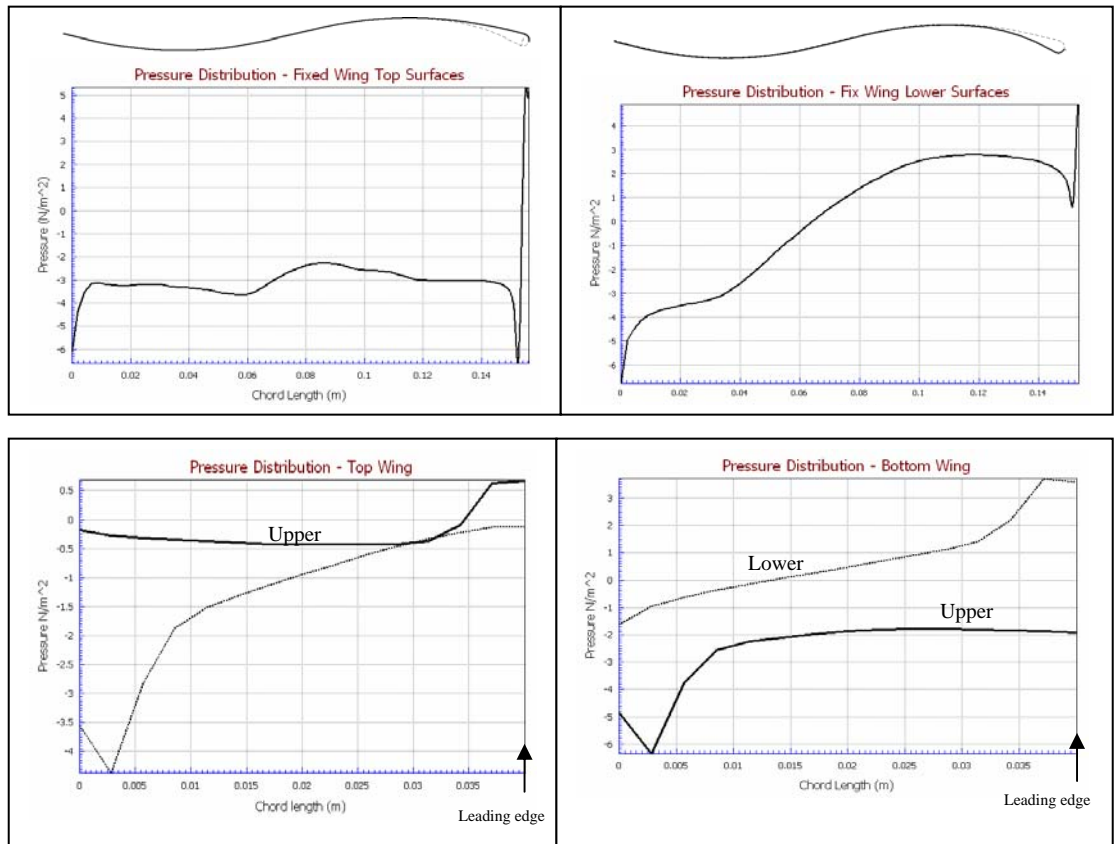 Pressure Distribution - Fixed Wing Top Surfaces
5
4
3
2
1
0
-1
-2
-3
-4
-5
-6
Pressure (N/m^2)
0 0.02 0.04 0.06 0.08 0.1 0.12 0.14
Chord Length (m)
Pressure Distribution - Fix Wing Lower Surfaces
4
3
2
1
0
-1
-2
-3
-4
-5
-6
Pressure N/m^2
0 0.02 0.04 0.06 0.08 0.1 0.12 0.14
Chord Length (m)
Pressure Distribution - Top Wing
0.5
0
-0.5
-1
-1.5
-2
-2.5
-3
-3.5
-4
Pressure N/m^2
Upper
0 0.005 0.01 0.015 0.02 0.025 0.03 0.035
Chord length (m)
Leading edge
Pressure Distribution - Bottom Wing
3
2
1
0
-1
-2
-3
-4
-5
-6
Pressure N/m^2
Lower
Upper
0 0.005 0.01 0.015 0.02 0.025 0.03 0.035
Chord Length (m)
Leading edge